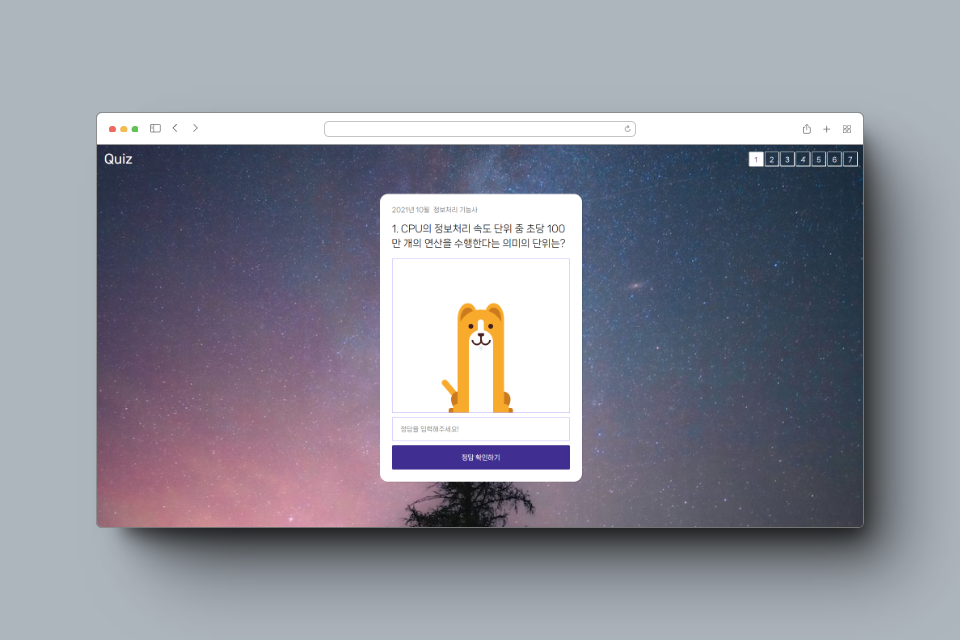 Quiz
1 2 3 4 5 6 7
2021년 10월 정보처리 기능사
1. CPU의 정보처리 속도 단위 중 초당 100
만 개의 연산을 수행한다는 의미의 단위는?
정답을 입력해주세요!
정답 확인하기